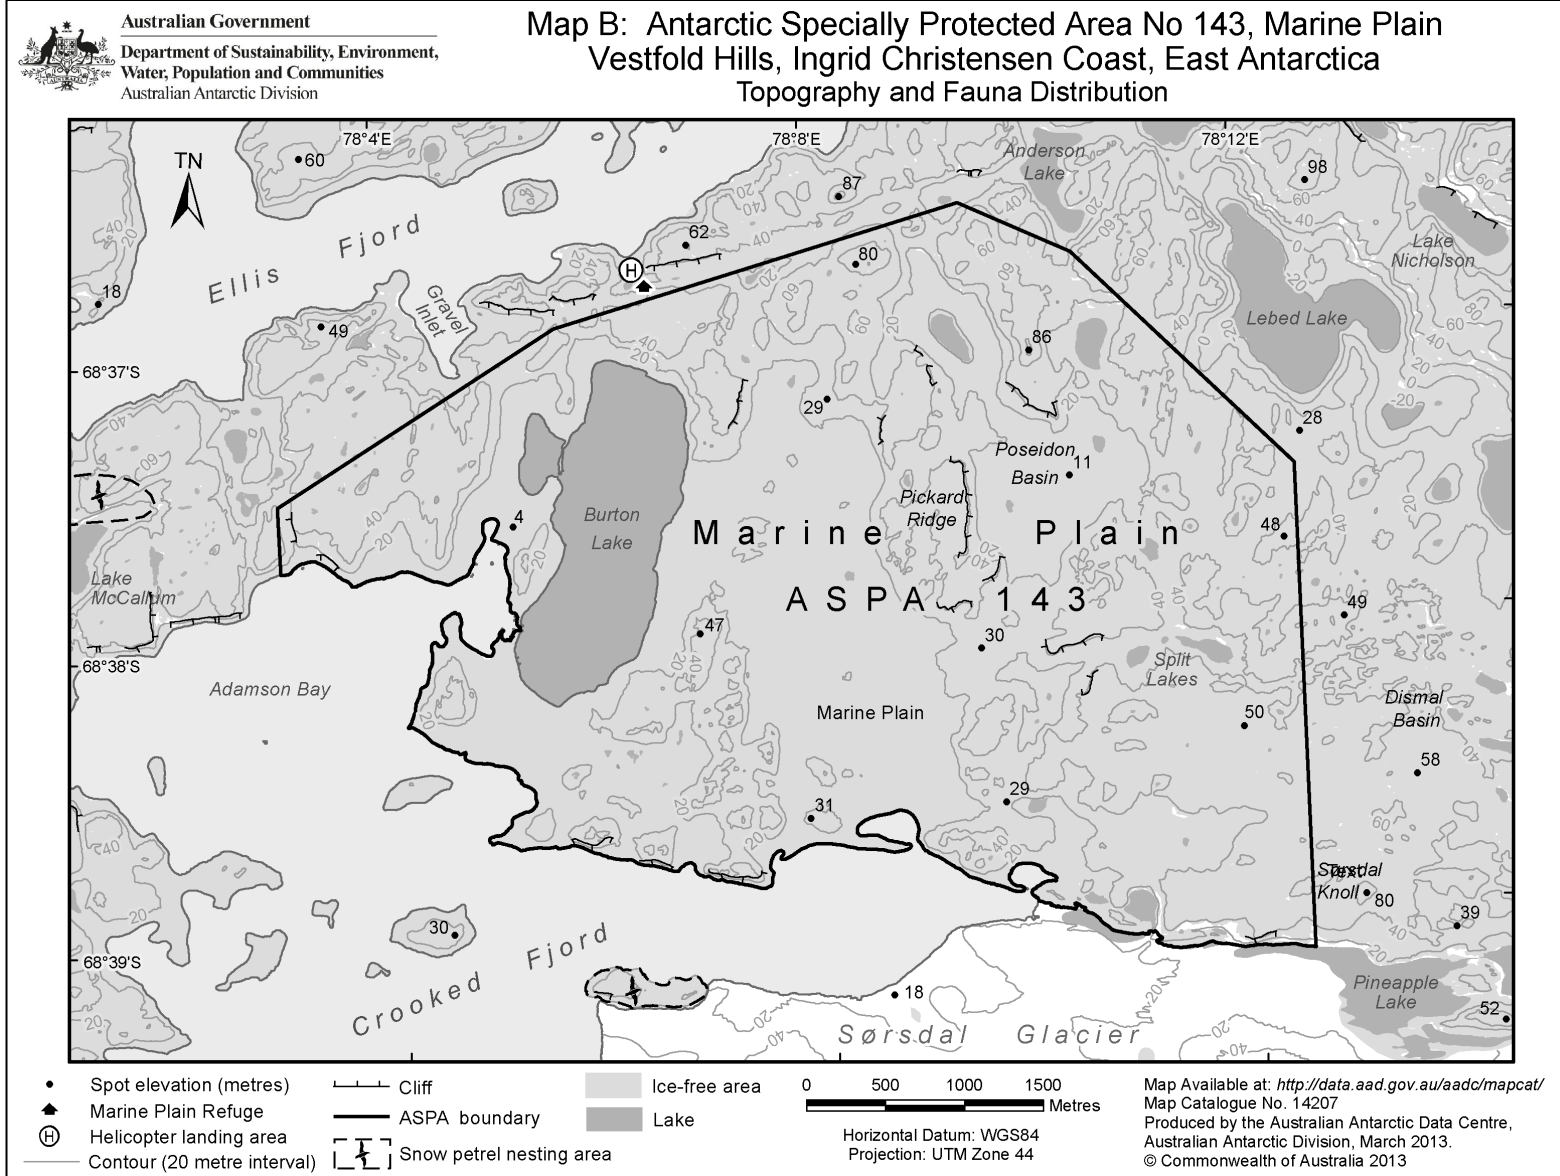 Australian Government
Department of Sustainability, Environment,
Water, Population and Communities
Australian Antarctic Division
Map B: Antarctic Specially Protected Area No 143, Marine Plain
Vestfold Hills, Ingrid Christensen Coast, East Antarctica
Topography and Fauna Distribution
78°4'E
78°8'E
78°12'E
TN
60
Anderson
Lake
98
87
Ellis Fjord
62
H
80
Lake
Nicholson
18
Gravel
Inlet
49
Lebed Lake
86
68°37'S
29
28
Poseidon
Basin
11
Pickard
Ridge
4
Burton
Lake
48
Marine Plain
ASPA 143
Lake
McCallum
49
47
30
68°38'S
Split
Lakes
Adamson Bay
Dismal
Basin
Marine Plain
50
58
29
31
Sørsdal
Knoll
80
39
30
Crooked Fjord
68°39'S
Pineapple
Lake
18
52
Sørsdal Glacier
20
40
60
Spot elevation (metres)
Marine Plain Refuge
H Helicopter landing area
Contour (20 metre interval)
Cliff
ASPA boundary
Snow petrel nesting area
Ice-free area
Lake
0 500 1000 1500
Metres
Horizontal Datum: WGS84
Projection: UTM Zone 44
Map Available at: http://data.aad.gov.au/aadc/mapcat/
Map Catalogue No. 14207
Produced by the Australian Antarctic Data Centre,
Australian Antarctic Division, March 2013.
© Commonwealth of Australia 2013